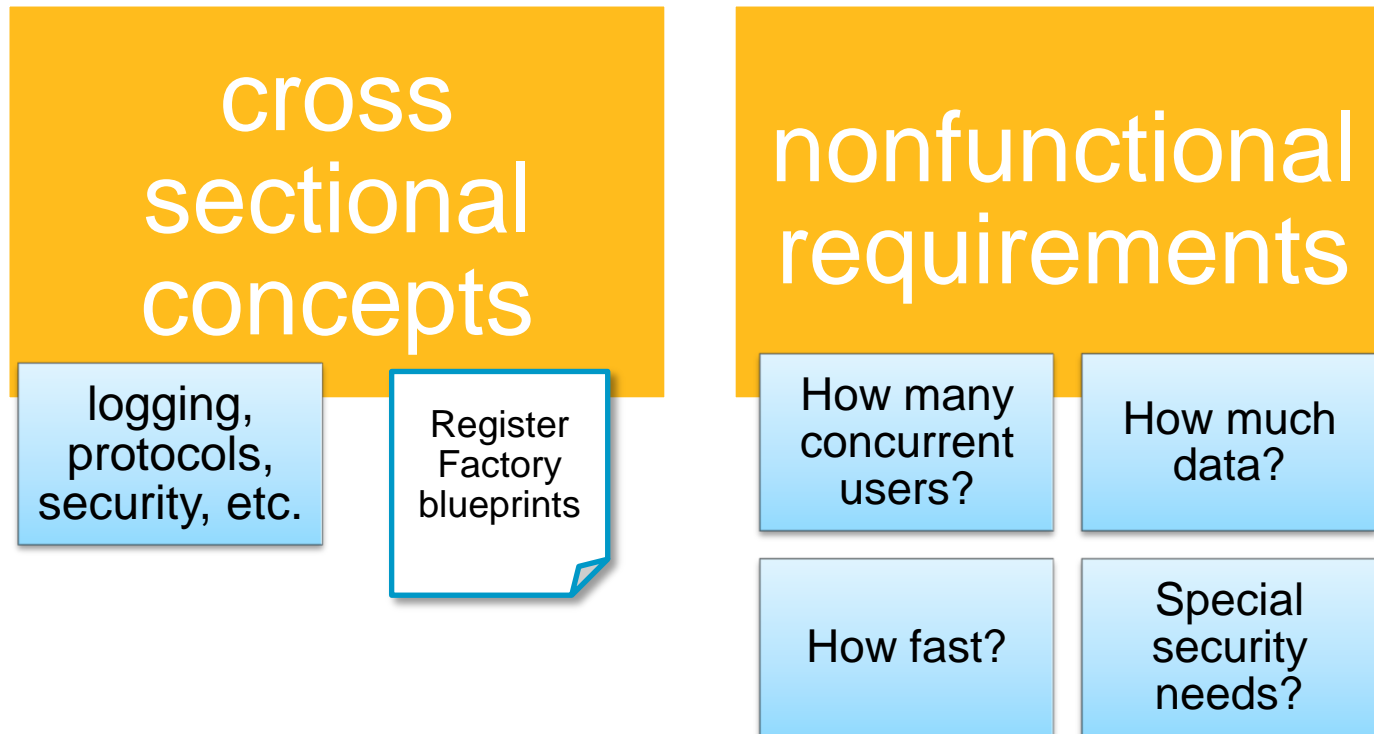 cross
sectional
concepts
logging,
protocols,
security, etc.
Register
Factory
blueprints
nonfunctional
requirements
How many
concurrent
users?
How much
data?
How fast?
Special
security
needs?